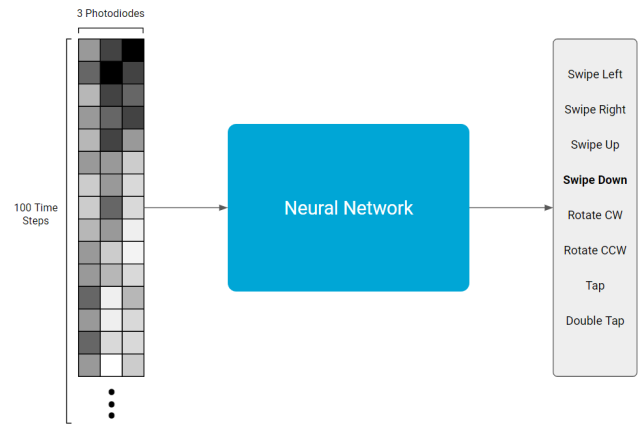 3 Photodiodes
100 Time
Steps
Neural Network
Swipe Left
Swipe Right
Swipe Up
Swipe Down
Rotate CW
Rotate CCW
Tap
Double Tap